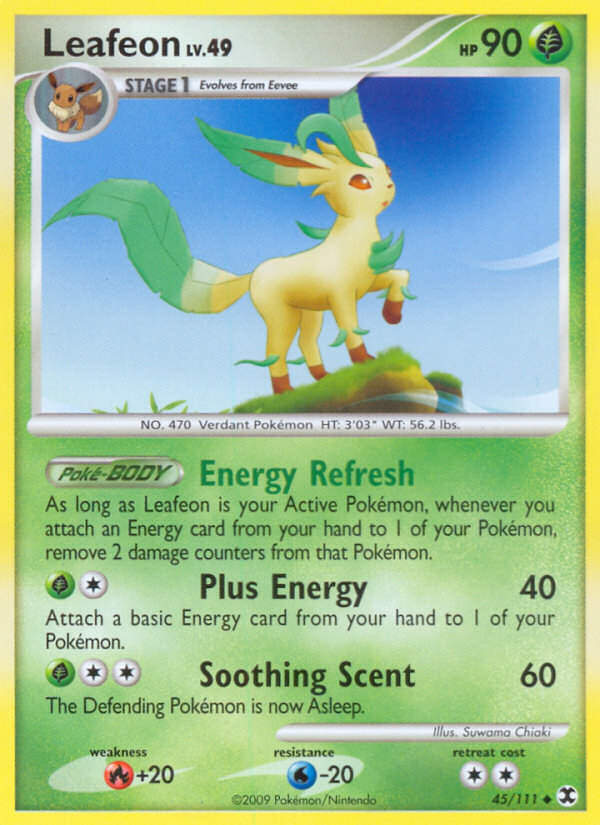 Leafeon LV.49 HP 90
STAGE 1 Evolves from Eevee
NO. 470 Verdant Pokémon HT: 3'03" WT: 56.2 lbs.
Poké-BODY Energy Refresh
As long as Leafeon is your Active Pokémon, whenever you
attach an Energy card from your hand to 1 of your Pokémon,
remove 2 damage counters from that Pokémon.
Plus Energy 40
Attach a basic Energy card from your hand to 1 of your
Pokémon.
Soothing Scent 60
The Defending Pokémon is now Asleep.
Illus. Suwama Chiaki
weakness resistance retreat cost
+20 -20
©2009 Pokémon/Nintendo 45/111